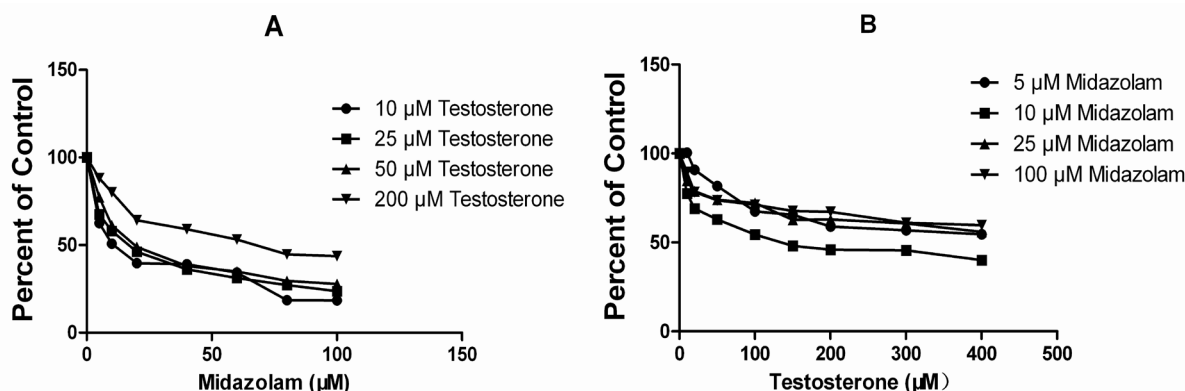 A
Percent of Control
150
100
50
0
10 µM Testosterone
25 µM Testosterone
50 µM Testosterone
200 µM Testosterone
0 50 100 150
Midazolam (µM)
B
Percent of Control
150
100
50
0
5 µM Midazolam
10 µM Midazolam
25 µM Midazolam
100 µM Midazolam
0 100 200 300 400 500
Testosterone (µM）